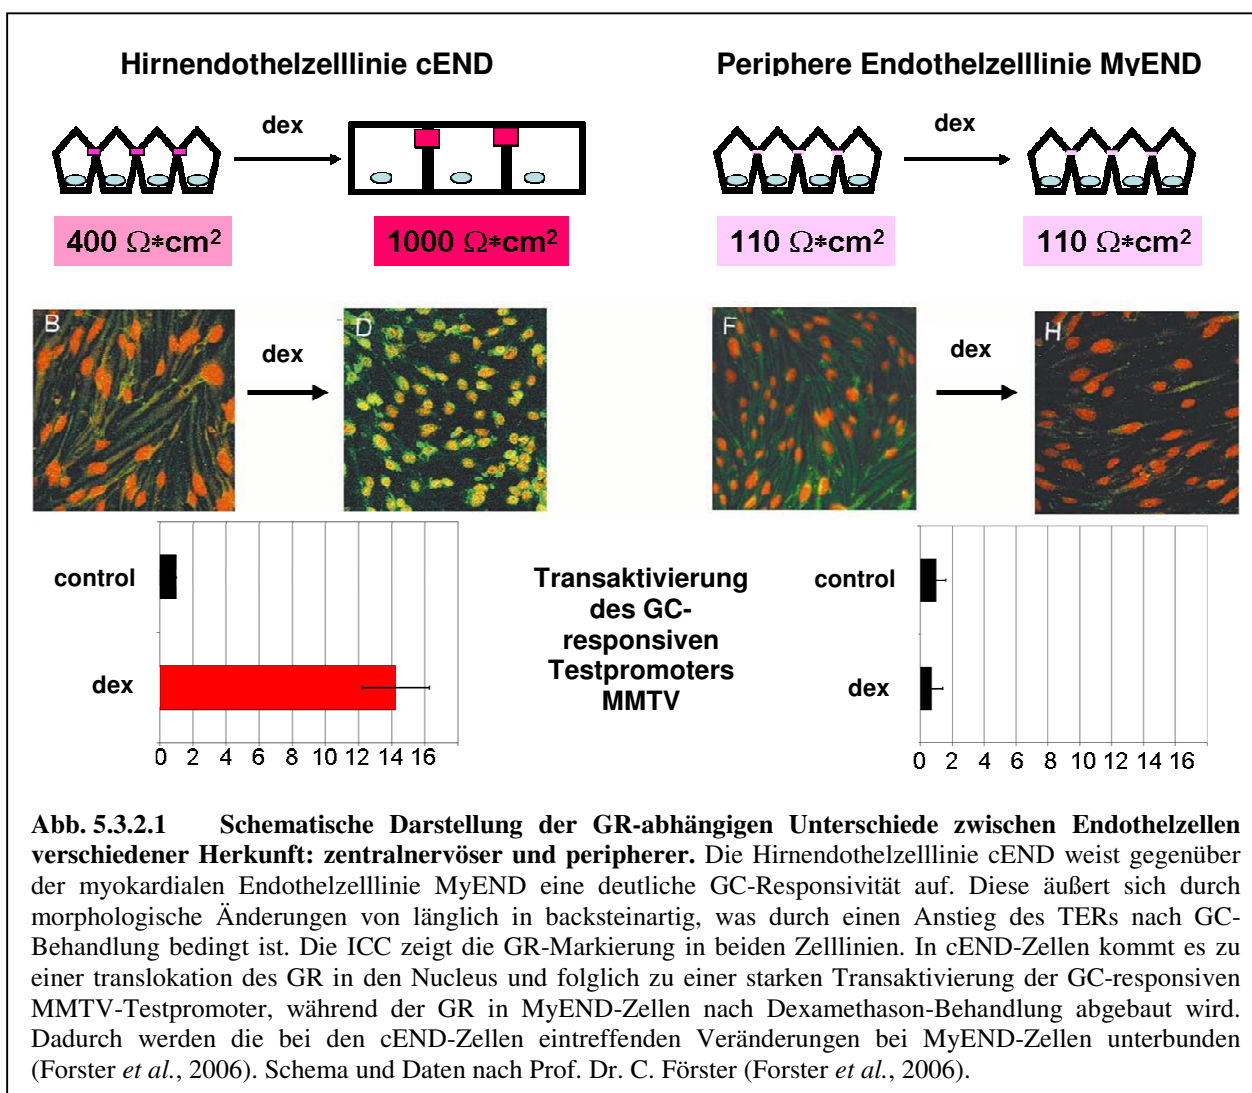 Hirnendothelzelllinie cEND
Periphere Endothelzelllinie MyEND
dex
dex
400 Ω*cm²
1000 Ω*cm²
110 Ω*cm²
110 Ω*cm²
B
D
F
H
dex
dex
control
dex
0 2 4 6 8 10 12 14 16
Transaktivierung
des GC-
responsiven
Testpromoters
MMTV
control
dex
0 2 4 6 8 10 12 14 16
Abb. 5.3.2.1 Schematische Darstellung der GR-abhängigen Unterschiede zwischen Endothelzellen
verschiedener Herkunft: zentralnervöser und peripherer. Die Hirnendothelzelllinie cEND weist gegenüber
der myokardialen Endothelzelllinie MyEND eine deutliche GC-Responsivität auf. Diese äußert sich durch
morphologische Änderungen von länglich in backsteinartig, was durch einen Anstieg des TERs nach GC-
Behandlung bedingt ist. Die ICC zeigt die GR-Markierung in beiden Zelllinien. In cEND-Zellen kommt es zu
einer translokation des GR in den Nucleus und folglich zu einer starken Transaktivierung der GC-responsiven
MMTV-Testpromoter, während der GR in MyEND-Zellen nach Dexamethason-Behandlung abgebaut wird.
Dadurch werden die bei den cEND-Zellen eintreffenden Veränderungen bei MyEND-Zellen unterbunden
(Forster et al., 2006). Schema und Daten nach Prof. Dr. C. Förster (Forster et al., 2006).